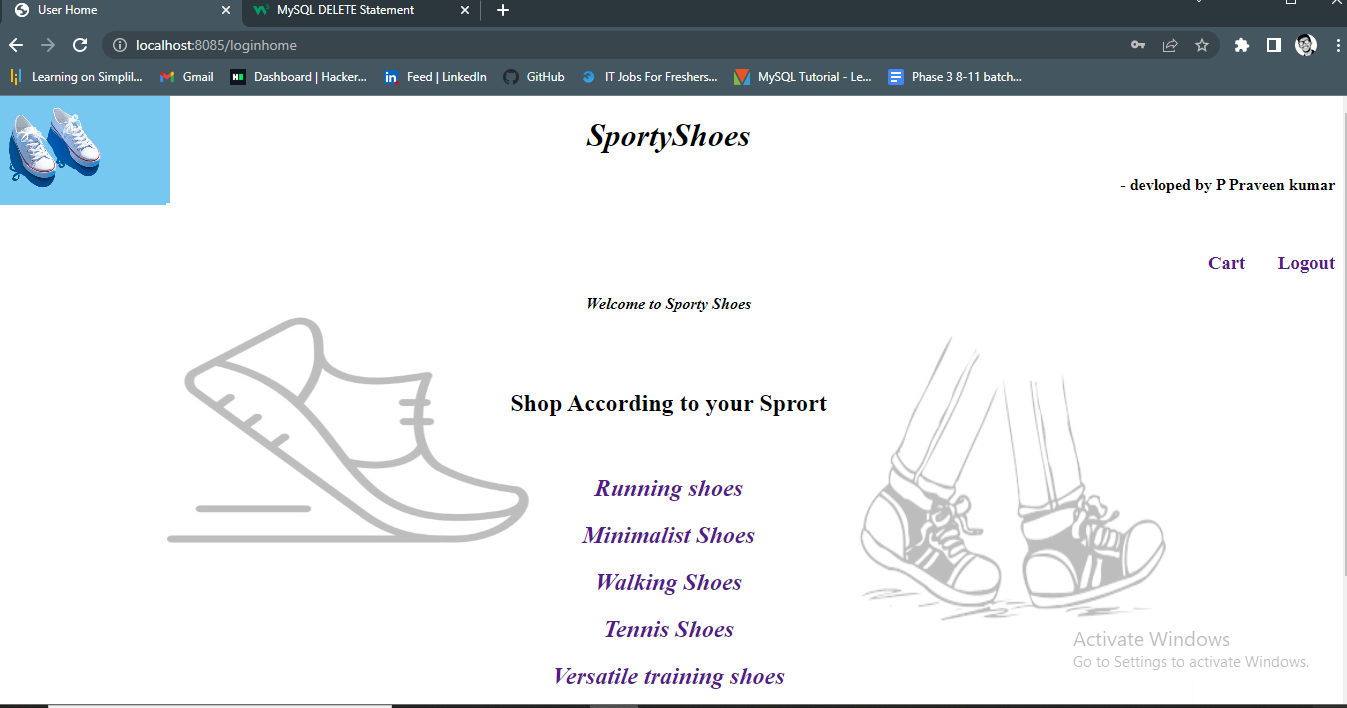 User Home
MySQL DELETE Statement
localhost:8085/loginhome
Learning on Simplil...
Gmail
Dashboard | Hacker...
Feed | LinkedIn
GitHub
IT Jobs For Freshers...
MySQL Tutorial - Le...
Phase 3 8-11 batch...
SportyShoes
- devloped by P Praveen kumar
Cart
Logout
Welcome to Sporty Shoes
Shop According to your Sprort
Running shoes
Minimalist Shoes
Walking Shoes
Tennis Shoes
Versatile training shoes
Activate Windows
Go to Settings to activate Windows.